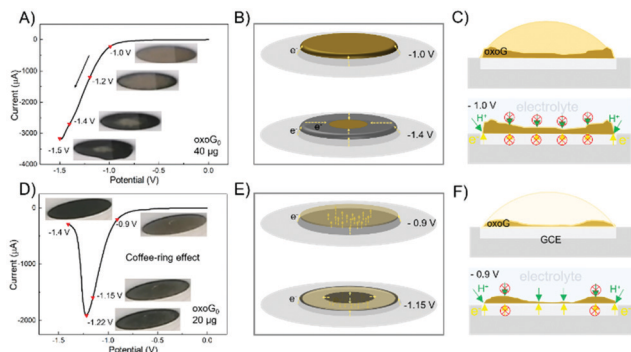 A)
0
-1000
-2000
-3000
-4000
Current (μA)
-1.0 V
-1.2 V
-1.4 V
-1.5 V
oxoG0
40 μg
-1.5
-1.0
-0.5
0.0
Potential (V)
B)
e-
-1.0 V
e-
-1.4 V
C)
oxoG
- 1.0 V
electrolyte
H+
H+
D)
0
-1000
-2000
Current (μA)
-1.4 V
-0.9 V
Coffee-ring effect
-1.15 V
-1.22 V
oxoG0
20 μg
-1.5
-1.0
-0.5
0.0
Potential (V)
E)
e-
- 0.9 V
e-
-1.15 V
F)
oxoG
GCE
- 0.9 V
electrolyte
H+
H+